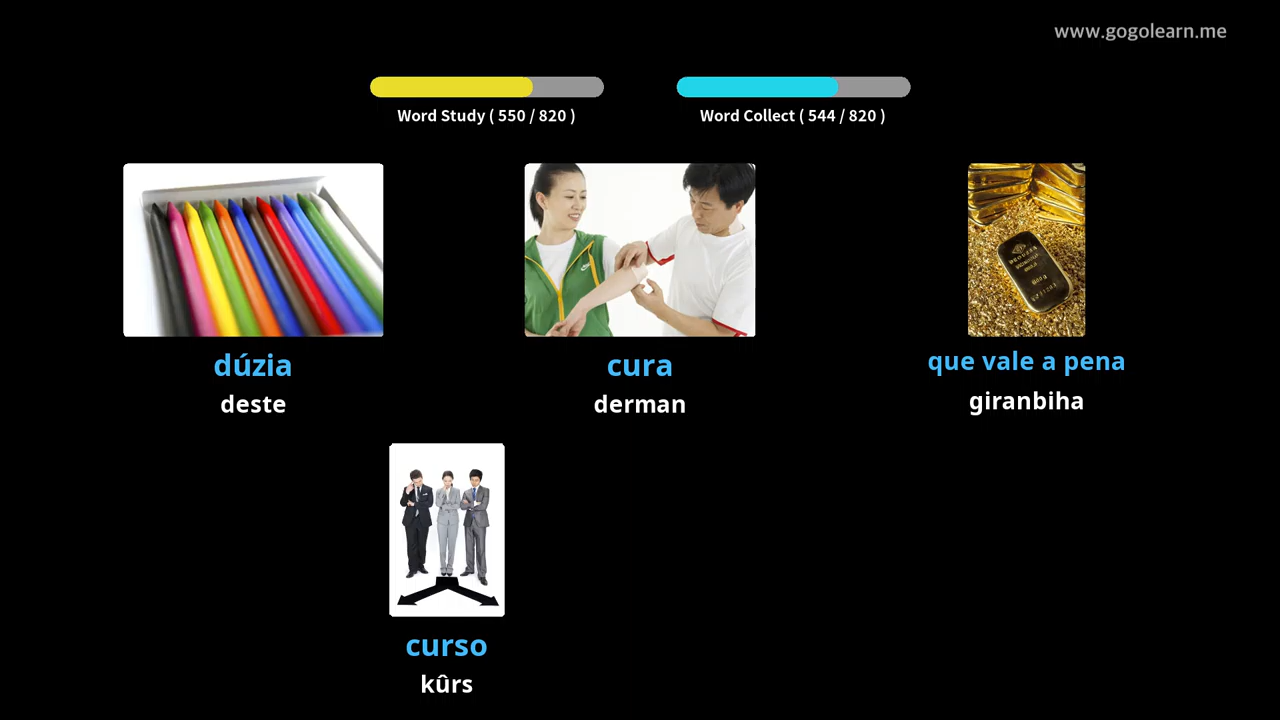 www.gogolearn.me
Word Study ( 550 / 820 )
Word Collect ( 544 / 820 )
dúzia
deste
cura
derman
que vale a pena
giranbiha
curso
kûrs